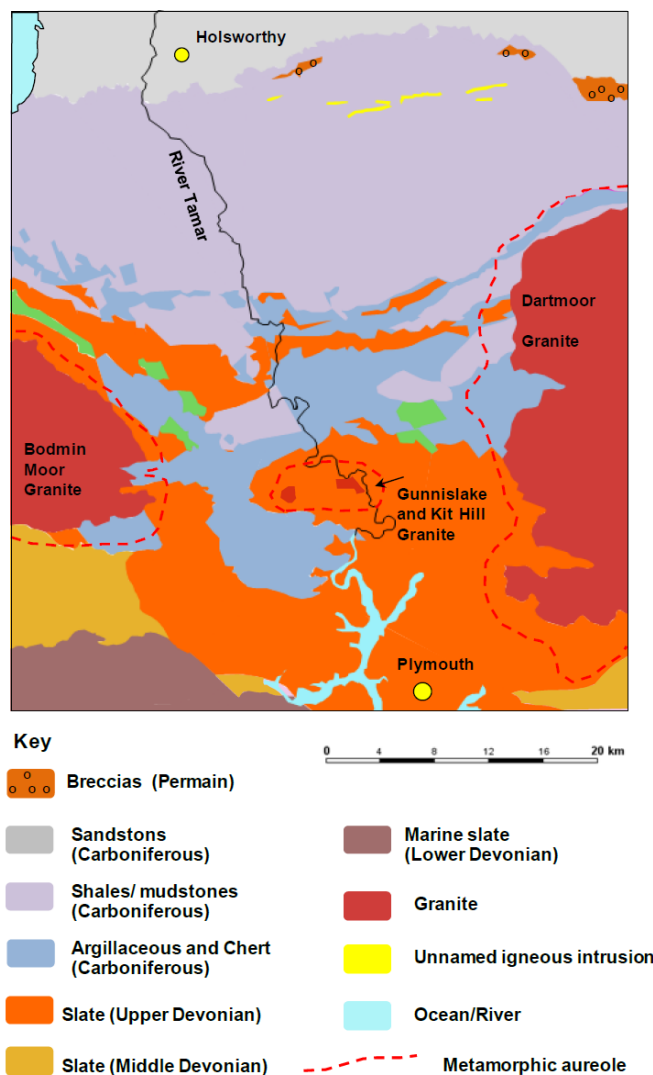 Holsworthy
River Tamar
Dartmoor
Granite
Bodmin
Moor
Granite
Gunnislake
and Kit Hill
Granite
Plymouth
Key
0 4 8 12 16 20 km
Breccias (Permain)
Sandstons
(Carboniferous)
Marine slate
(Lower Devonian)
Shales/ mudstones
(Carboniferous)
Granite
Argillaceous and Chert
(Carboniferous)
Unnamed igneous intrusion
Slate (Upper Devonian)
Ocean/River
Slate (Middle Devonian)
Metamorphic aureole